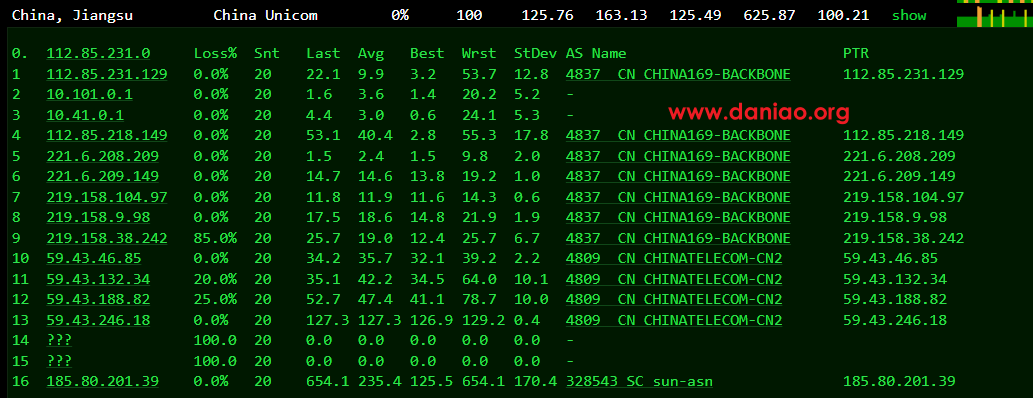 China, Jiangsu China Unicom 0% 100 125.76 163.13 125.49 625.87 100.21 show
0. 112.85.231.0 Loss% Snt Last Avg Best Wrst StDev AS Name PTR
1 112.85.231.129 0.0% 20 22.1 9.9 3.2 53.7 12.8 4837 CN CHINA169-BACKBONE 112.85.231.129
2 10.101.0.1 0.0% 20 1.6 3.6 1.4 20.2 5.2 -
3 10.41.0.1 0.0% 20 4.4 3.0 0.6 24.1 5.3 -
www.daniao.org
4 112.85.218.149 0.0% 20 53.1 40.4 2.8 55.3 17.8 4837 CN CHINA169-BACKBONE 112.85.218.149
5 221.6.208.209 0.0% 20 1.5 2.4 1.5 9.8 2.0 4837 CN CHINA169-BACKBONE 221.6.208.209
6 221.6.209.149 0.0% 20 14.7 14.6 13.8 19.2 1.0 4837 CN CHINA169-BACKBONE 221.6.209.149
7 219.158.104.97 0.0% 20 11.8 11.9 11.6 14.3 0.6 4837 CN CHINA169-BACKBONE 219.158.104.97
8 219.158.9.98 0.0% 20 17.5 18.6 14.8 21.9 1.9 4837 CN CHINA169-BACKBONE 219.158.9.98
9 219.158.38.242 85.0% 20 25.7 19.0 12.4 25.7 6.7 4837 CN CHINA169-BACKBONE 219.158.38.242
10 59.43.46.85 0.0% 20 34.2 35.7 32.1 39.2 2.2 4809 CN CHINATELECOM-CN2 59.43.46.85
11 59.43.132.34 20.0% 20 35.1 42.2 34.5 64.0 10.1 4809 CN CHINATELECOM-CN2 59.43.132.34
12 59.43.188.82 25.0% 20 52.7 47.4 41.1 78.7 10.0 4809 CN CHINATELECOM-CN2 59.43.188.82
13 59.43.246.18 0.0% 20 127.3 127.3 126.9 129.2 0.4 4809 CN CHINATELECOM-CN2 59.43.246.18
14 ??? 100.0 20 0.0 0.0 0.0 0.0 0.0 -
15 ??? 100.0 20 0.0 0.0 0.0 0.0 0.0 -
16 185.80.201.39 0.0% 20 654.1 235.4 125.5 654.1 170.4 328543 SC sun-asn 185.80.201.39